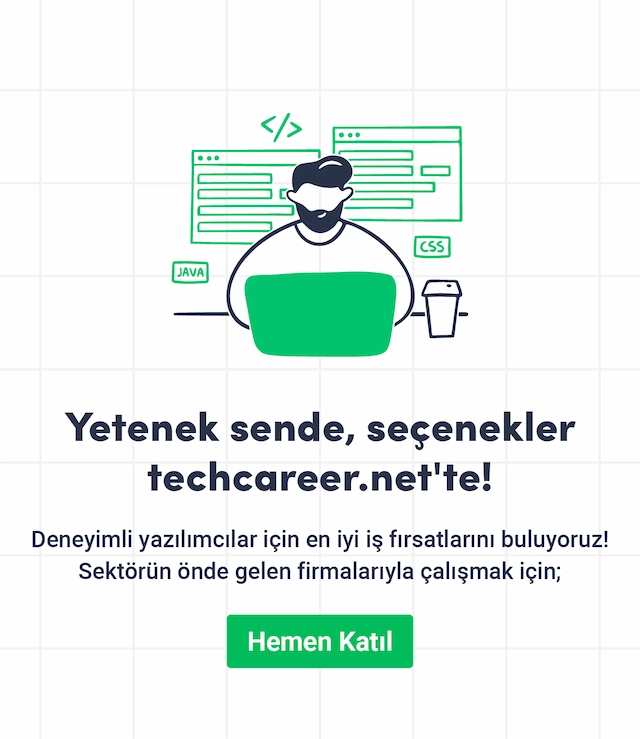 </>
JAVA
CSS
Yetenek sende, seçenekler
techcareer.net'te!
Deneyimli yazılımcılar için en iyi iş fırsatlarını buluyoruz!
Sektörün önde gelen firmalarıyla çalışmak için;
Hemen Katıl